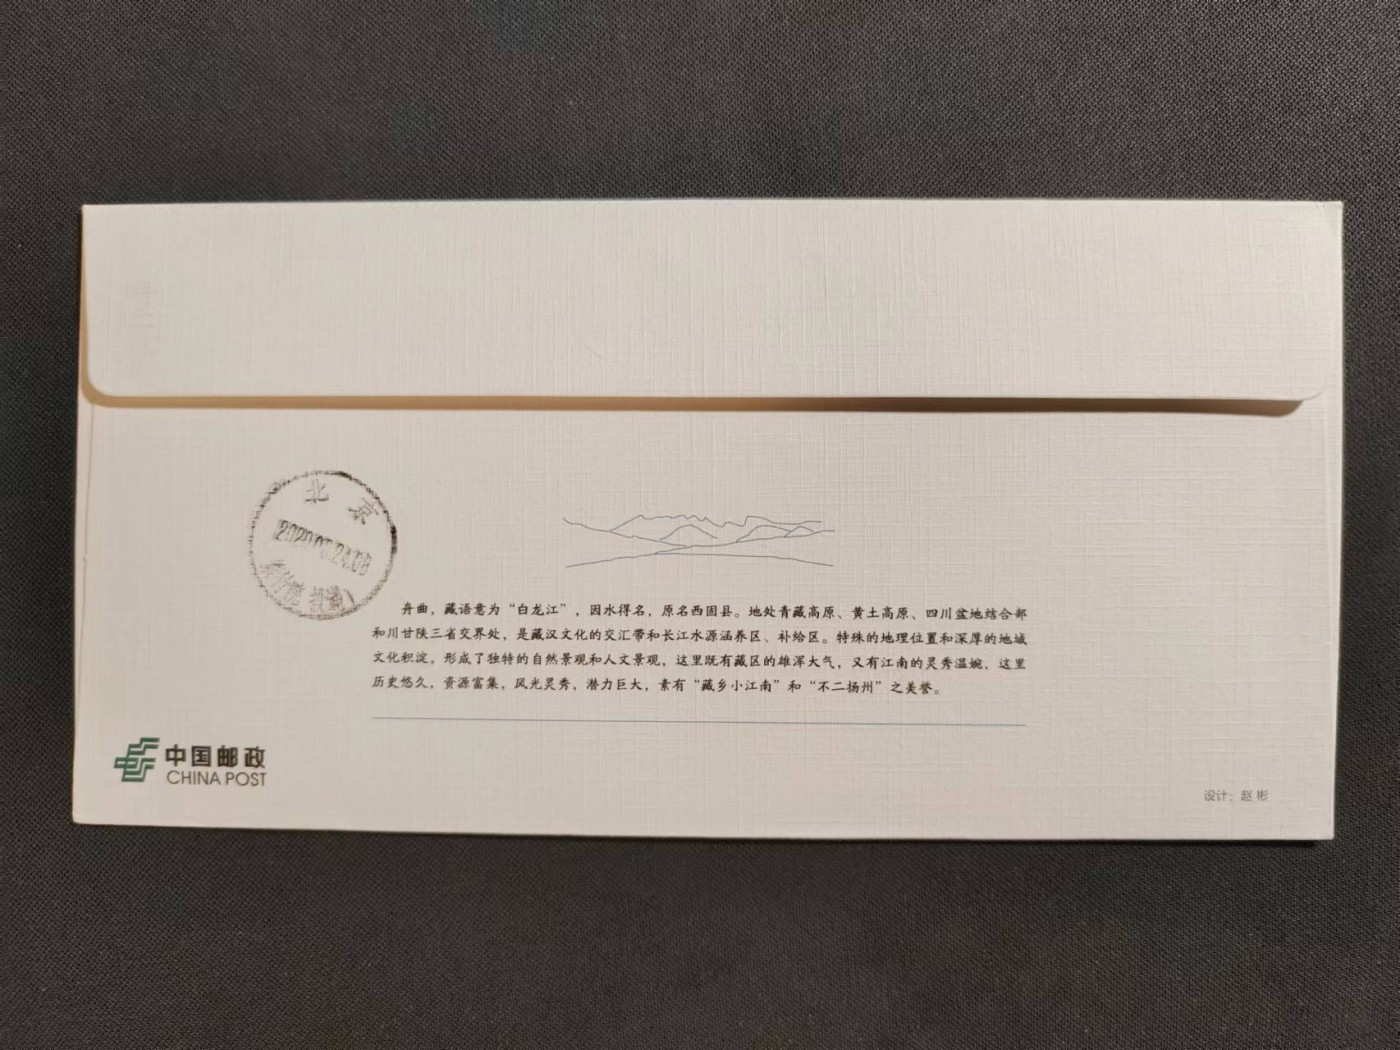 北京
舟曲，藏语意为“白龙江”，因水得名，原名西固县。地处青藏高原、黄土高原、四川盆地结合部
和川甘陕三省交界处，是藏汉文化的交汇带和长江水源涵养区、补给区。特殊的地理位置和深厚的地域
文化积淀，形成了独特的自然景观和人文景观，这里既有藏区的雄浑大气，又有江南的灵秀温婉，这里
历史悠久，资源富集，风光灵秀，潜力巨大，素有“藏乡小江南”和“不二扬州”之美誉。
中国邮政
CHINA POST
设计：赵彬